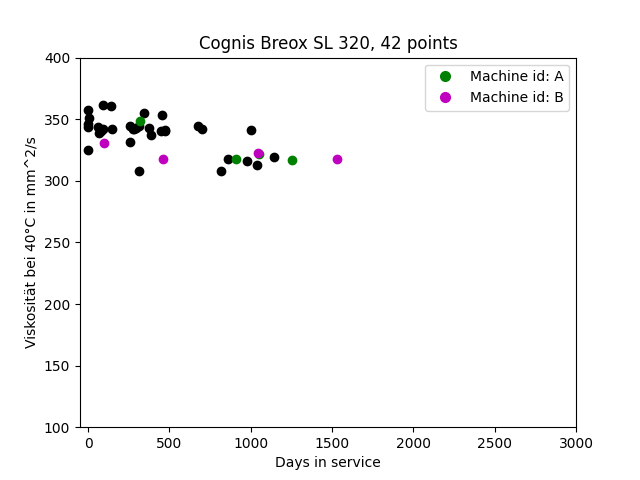 Cognis Breox SL 320, 42 points
Machine id: A
Machine id: B
Viskosität bei 40°C in mm^2/s
400
350
300
250
200
150
100
0 500 1000 1500 2000 2500 3000
Days in service